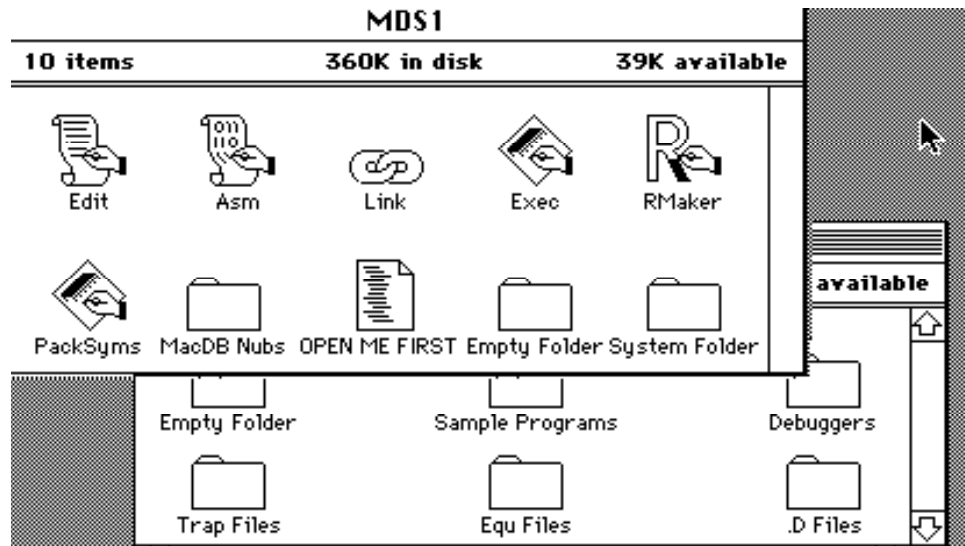 MDS1
10 items 360K in disk 39K available
Edit Asm Link Exec RMaker
PackSyms MacDB Nubs OPEN ME FIRST Empty Folder System Folder
available
Empty Folder Sample Programs Debuggers
Trap Files Equ Files .D Files